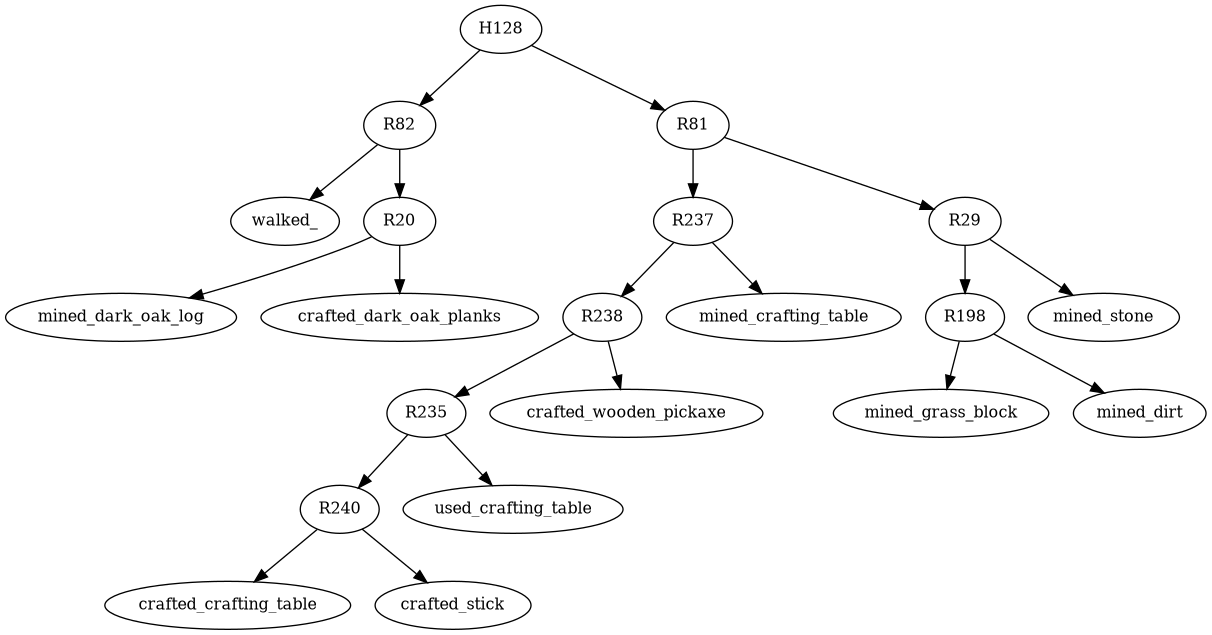 H128
R82
R81
walked_
R20
R237
R29
mined_dark_oak_log
crafted_dark_oak_planks
R238
mined_crafting_table
R198
mined_stone
R235
crafted_wooden_pickaxe
mined_grass_block
mined_dirt
R240
used_crafting_table
crafted_crafting_table
crafted_stick